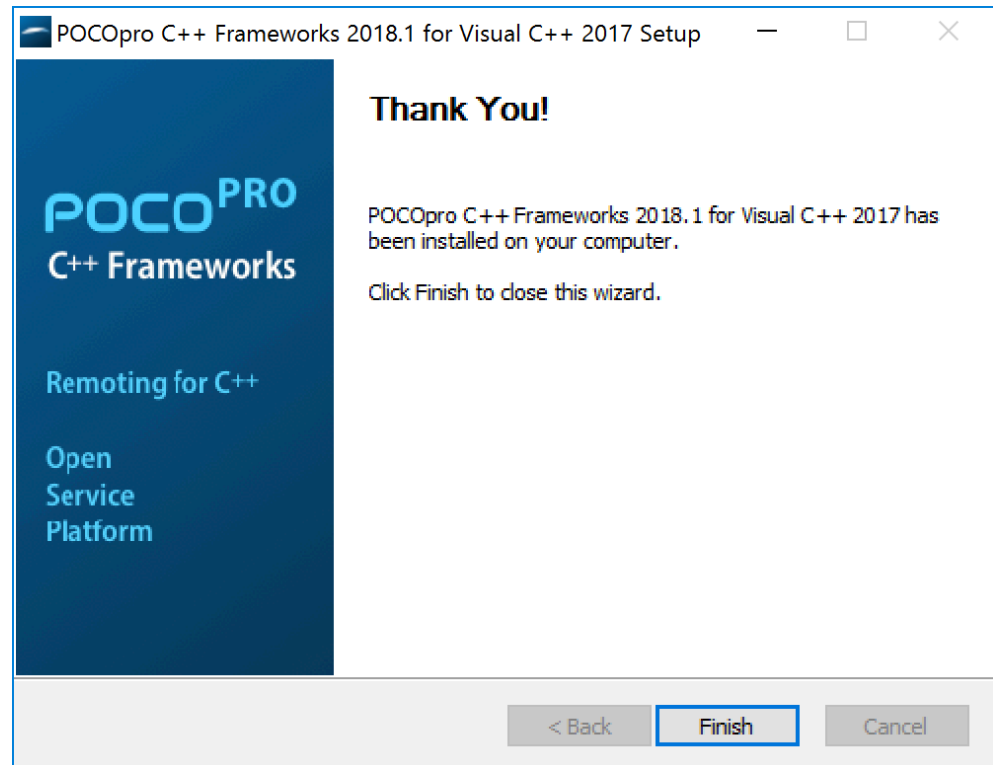 POCOpro C++ Frameworks 2018.1 for Visual C++ 2017 Setup
POCO PRO
C++ Frameworks
Remoting for C++
Open
Service
Platform
Thank You!
POCOpro C++ Frameworks 2018.1 for Visual C++ 2017 has
been installed on your computer.
Click Finish to close this wizard.
< Back
Finish
Cancel